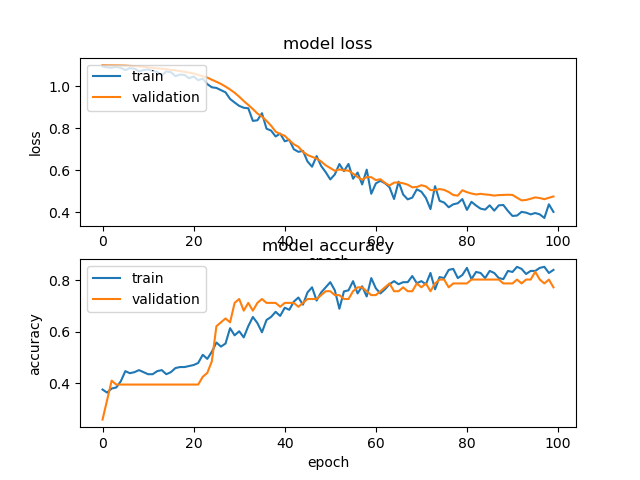 model loss
train
validation
loss
1.0
0.8
0.6
0.4
0 20 40 60 80 100
model accuracy
train
validation
accuracy
0.8
0.6
0.4
0 20 40 60 80 100
epoch